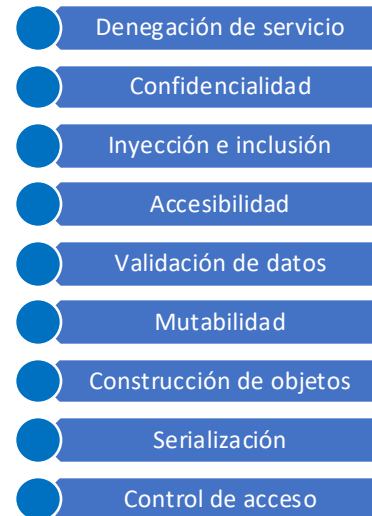 Denegación de servicio
Confidencialidad
Inyección e inclusión
Accesibilidad
Validación de datos
Mutabilidad
Construcción de objetos
Serialización
Control de acceso